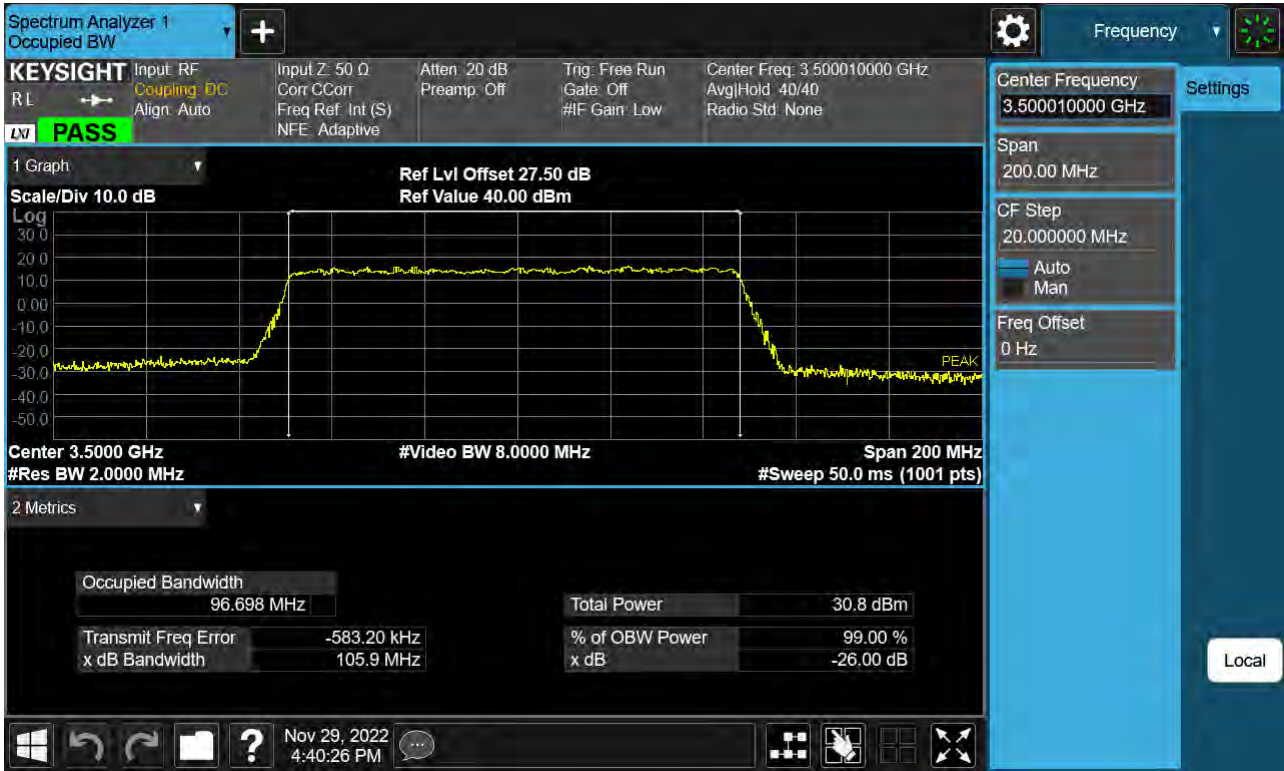 Spectrum Analyzer 1
Occupied BW
Frequency
KEYSIGHT
R L
LXI PASS
Input: RF
Coupling: DC
Align: Auto
Input Z: 50 Ω
Corr CCorr
Freq Ref: Int (S)
NFE: Adaptive
Atten: 20 dB
Preamp: Off
Trig: Free Run
Gate: Off
#IF Gain: Low
Center Freq: 3.500010000 GHz
Avg|Hold: 40/40
Radio Std: None
Center Frequency
3.500010000 GHz
Settings
Span
200.00 MHz
CF Step
20.000000 MHz
Auto
Man
Freq Offset
0 Hz
Local
1 Graph
Scale/Div 10.0 dB
Ref Lvl Offset 27.50 dB
Ref Value 40.00 dBm
Log
30.0
20.0
10.0
0.00
-10.0
-20.0
-30.0
-40.0
-50.0
PEAK
Center 3.5000 GHz
#Video BW 8.0000 MHz
Span 200 MHz
#Res BW 2.0000 MHz
#Sweep 50.0 ms (1001 pts)
2 Metrics
Occupied Bandwidth
96.698 MHz
Total Power 30.8 dBm
Transmit Freq Error -583.20 kHz
% of OBW Power 99.00 %
x dB Bandwidth 105.9 MHz
x dB -26.00 dB
Nov 29, 2022
4:40:26 PM